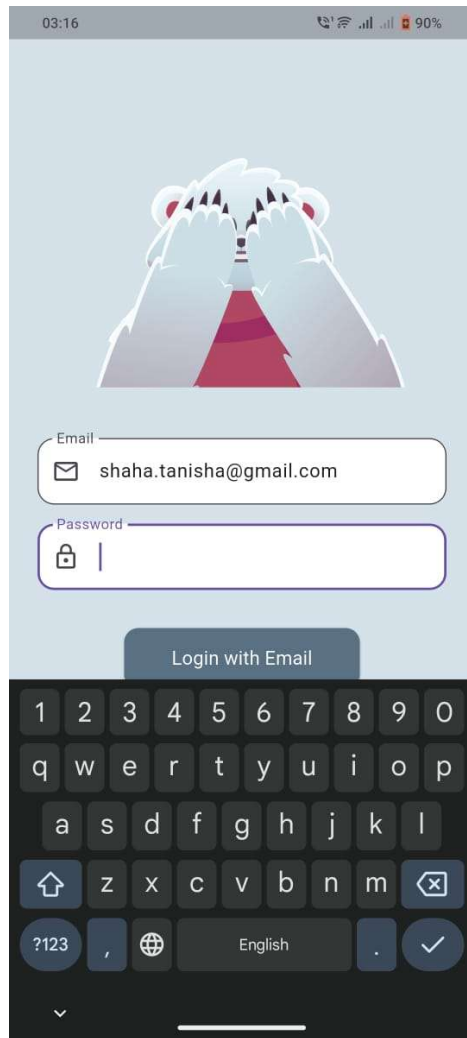 03:16 90%
Email
shaha.tanisha@gmail.com
Password
Login with Email
1 2 3 4 5 6 7 8 9 0
q w e r t y u i o p
a s d f g h j k l
z x c v b n m
?123 , English .